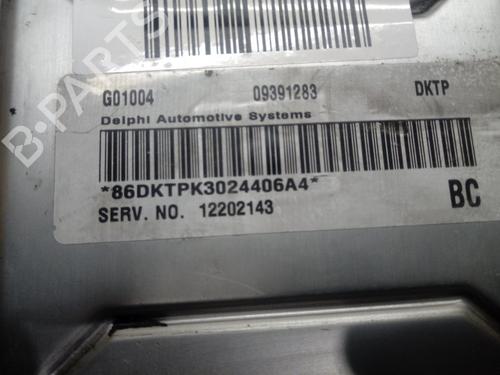 G01004 09391283 DKTP
Delphi Automotive Systems
*86DKTPK3024406A4*
SERV. NO. 12202143 BC
B-PARTS